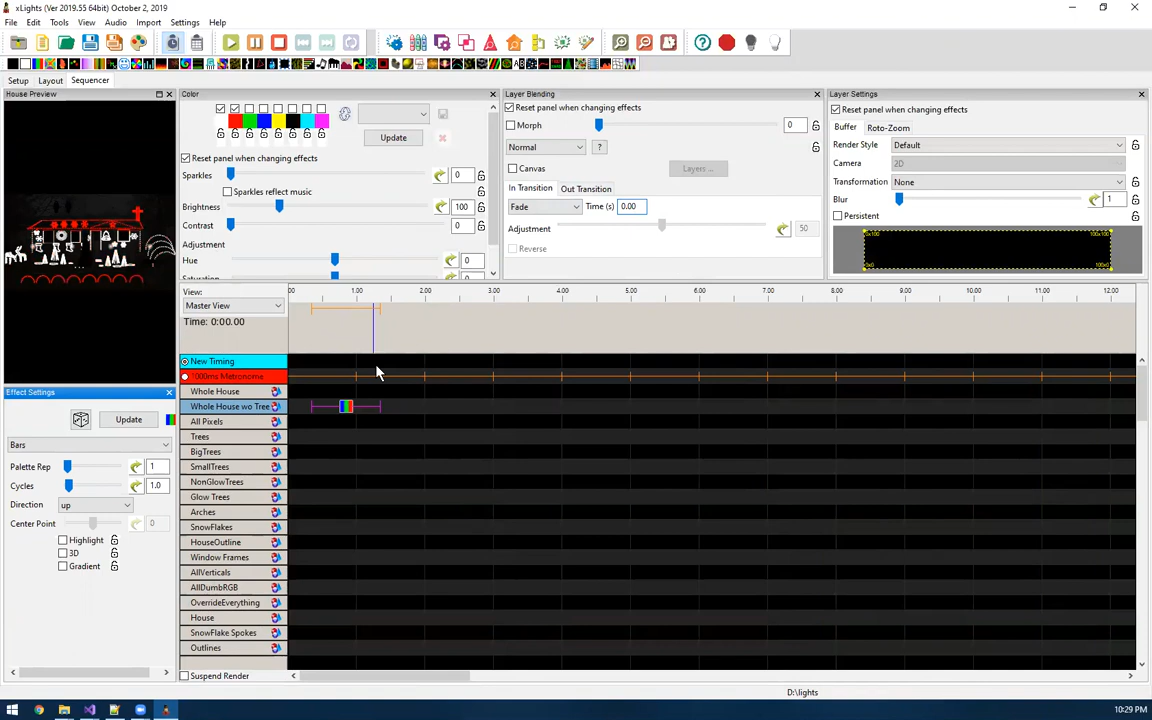 xLights (Ver 2019.55 64bit) October 2, 2019
File Edit Tools View Audio Import Settings Help
Setup Layout Sequencer
House Preview
Color
Layer Blending
Layer Settings
Reset panel when changing effects
Reset panel when changing effects
Morph 0
Buffer Roto-Zoom
Update
Normal ?
Render Style Default
Reset panel when changing effects
Canvas Layers ...
Camera 2D
Sparkles 0
In Transition Out Transition
Transformation None
Sparkles reflect music
Blur 1
Brightness 100
Fade Time (s) 0.00
Persistent
Contrast 0
Adjustment 50
Adjustment
Reverse
Hue 0
Saturation 0
View:
Master View
Time: 0:00.00
0.00 1.00 2.00 3.00 4.00 5.00 6.00 7.00 8.00 9.00 10.00 11.00 12.00
New Timing
1000ms Metronome
Whole House
Whole House wo Tree
All Pixels
Trees
BigTrees
SmallTrees
NonGlowTrees
Glow Trees
Arches
SnowFlakes
HouseOutline
Window Frames
AllVerticals
AllDumbRGB
OverrideEverything
House
SnowFlake Spokes
Outlines
Effect Settings
Update
Bars
Palette Rep 1
Cycles 1.0
Direction up
Center Point 0
Highlight
3D
Gradient
Suspend Render
D:\lights
10:29 PM